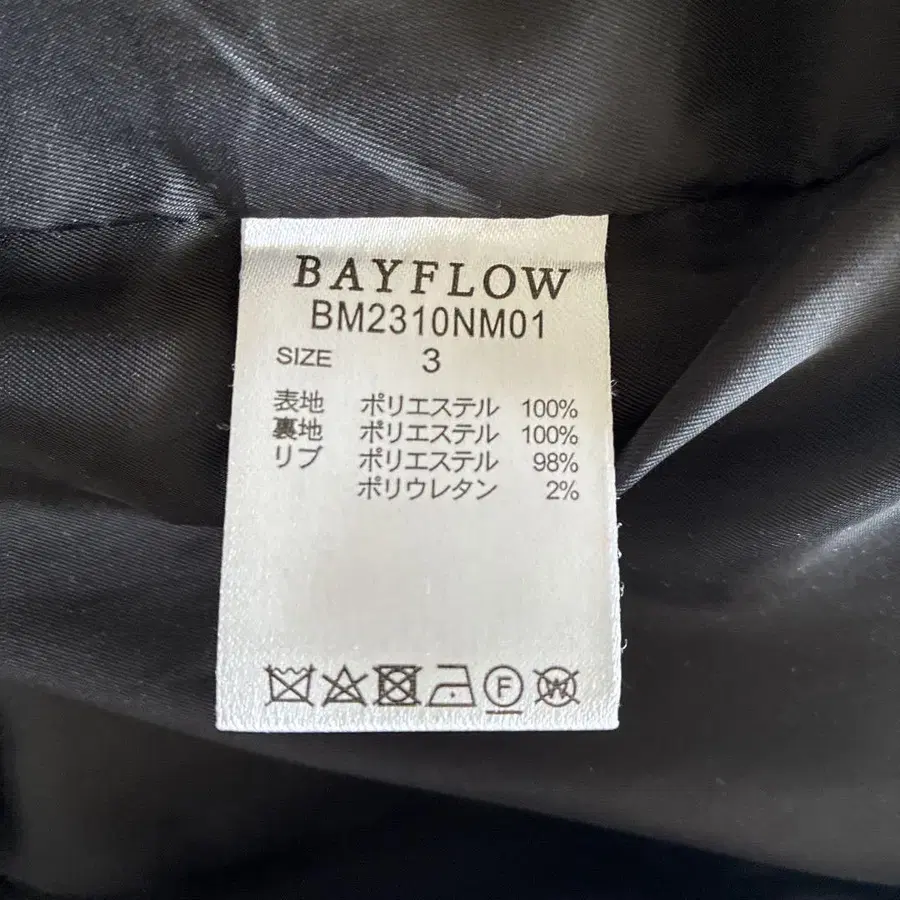 BAYFLOW
BM2310NM01
SIZE 3
表地 ポリエステル 100%
裏地 ポリエステル 100%
リブ ポリエステル 98%
ポリウレタン 2%
F W